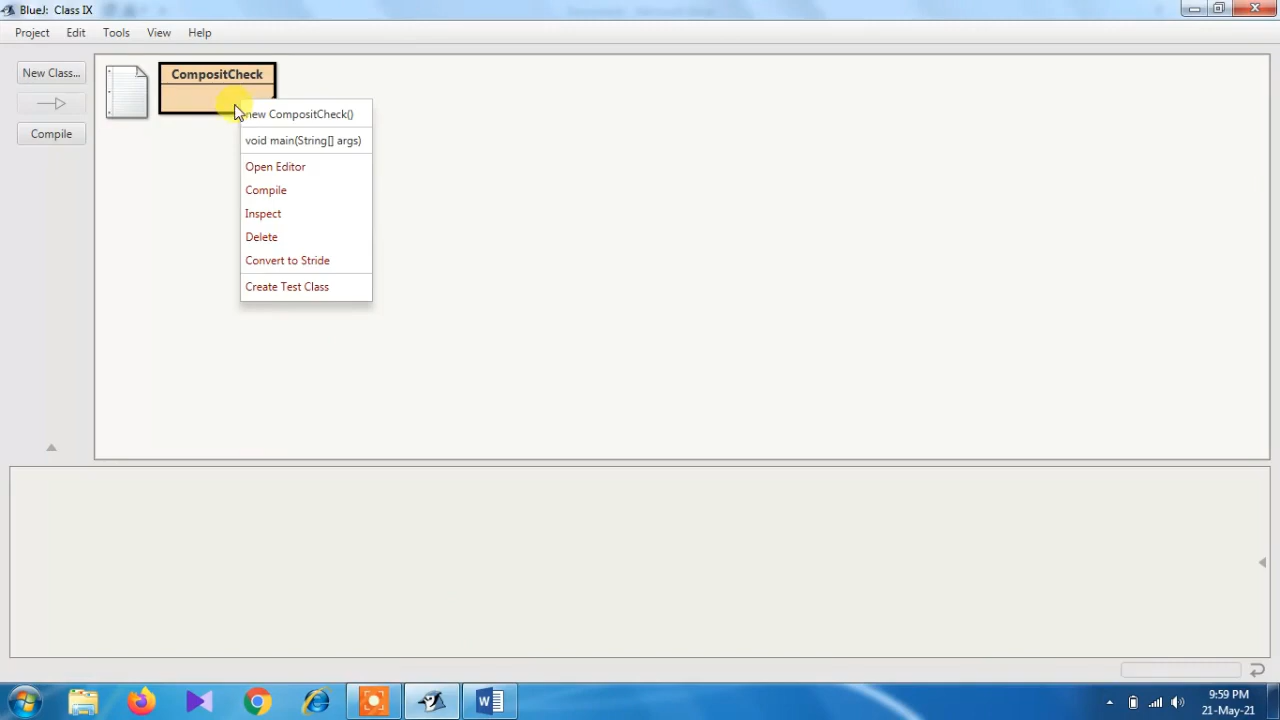 BlueJ: Class IX
Project Edit Tools View Help
New Class...
Compile
CompositCheck
new CompositCheck()
void main(String[] args)
Open Editor
Compile
Inspect
Delete
Convert to Stride
Create Test Class
9:59 PM
21-May-21